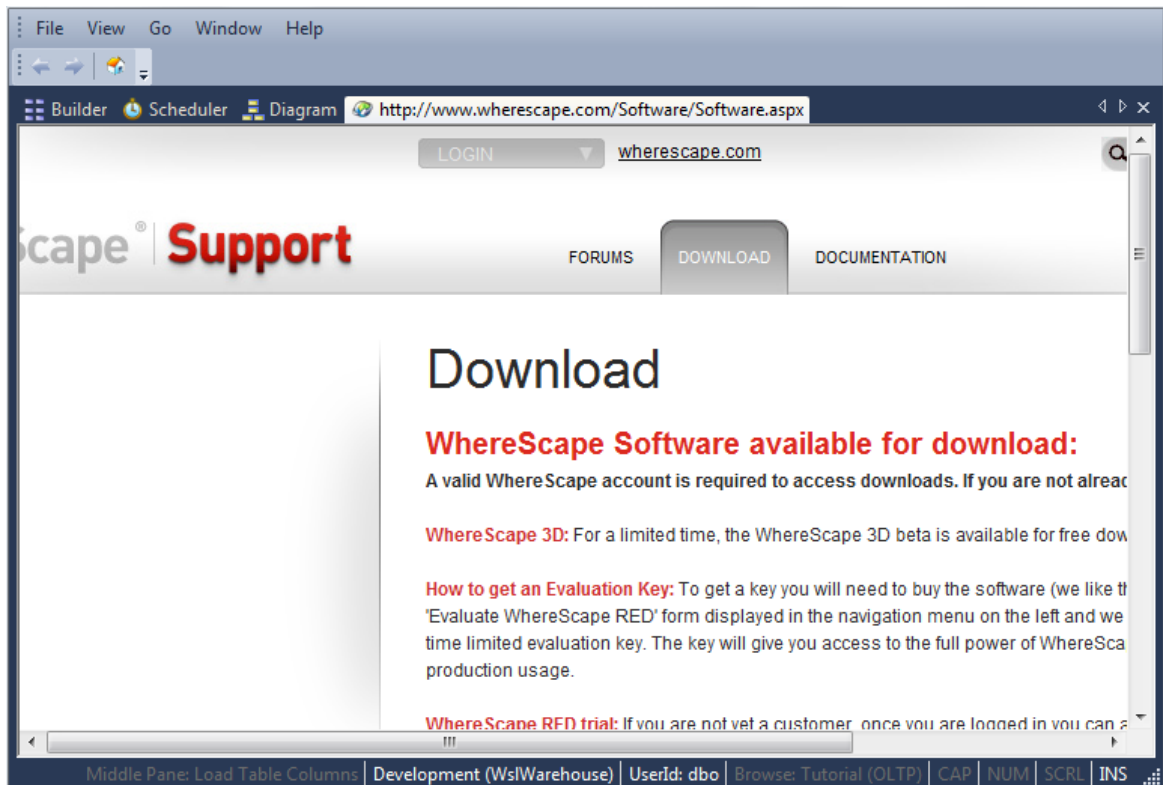 File View Go Window Help
Builder Scheduler Diagram http://www.wherescape.com/Software/Software.aspx
LOGIN wherescape.com
Scape® Support
FORUMS DOWNLOAD DOCUMENTATION
Download
WhereScape Software available for download:
A valid WhereScape account is required to access downloads. If you are not alread
WhereScape 3D: For a limited time, the WhereScape 3D beta is available for free dow
How to get an Evaluation Key: To get a key you will need to buy the software (we like th
'Evaluate WhereScape RED' form displayed in the navigation menu on the left and we
time limited evaluation key. The key will give you access to the full power of WhereSca
production usage.
WhereScape RED trial: If you are not yet a customer, once you are logged in you can a
Middle Pane: Load Table Columns Development (WslWarehouse) UserId: dbo Browse: Tutorial (OLTP) CAP NUM SCRL INS